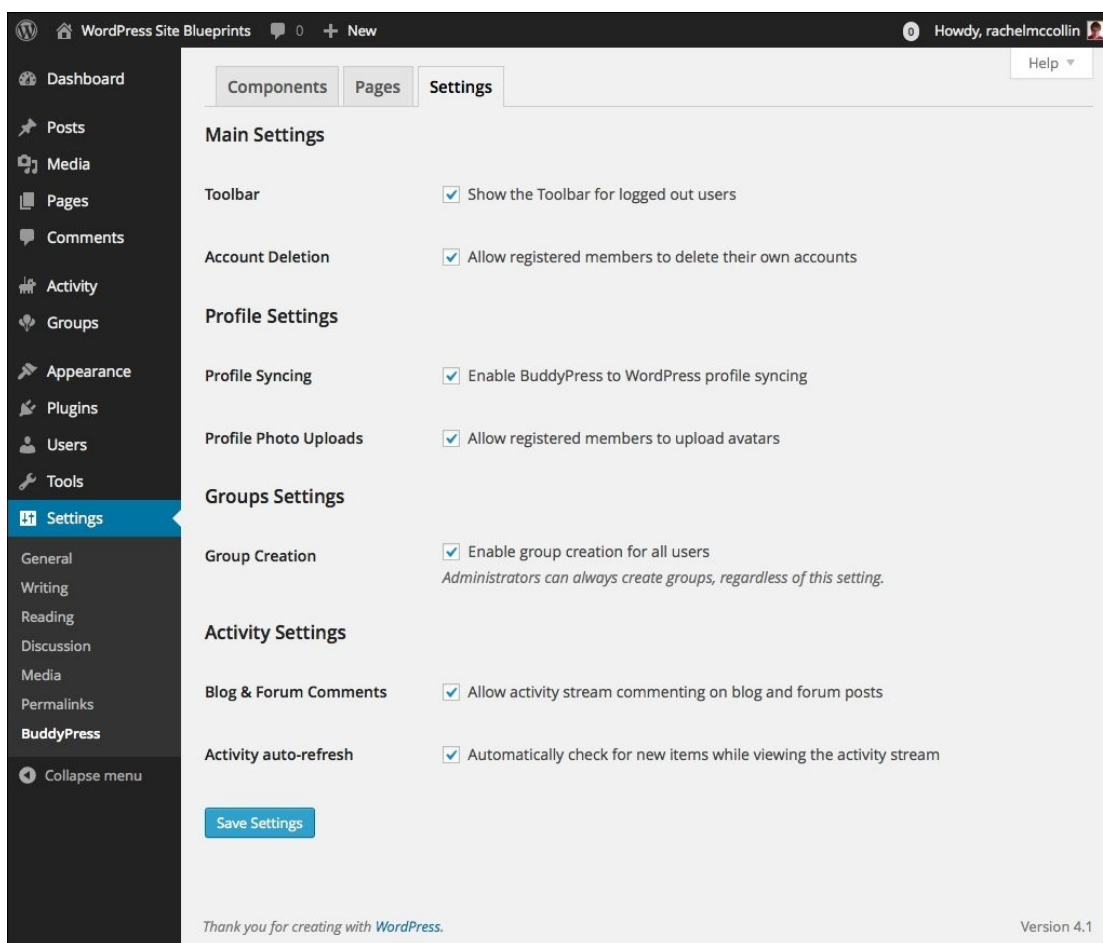 WordPress Site Blueprints 0 + New 0 Howdy, rachelmccollin
Help
Dashboard
Posts
Media
Pages
Comments
Activity
Groups
Appearance
Plugins
Users
Tools
Settings
General
Writing
Reading
Discussion
Media
Permalinks
BuddyPress
Collapse menu
Components Pages Settings
Main Settings
Toolbar Show the Toolbar for logged out users
Account Deletion Allow registered members to delete their own accounts
Profile Settings
Profile Syncing Enable BuddyPress to WordPress profile syncing
Profile Photo Uploads Allow registered members to upload avatars
Groups Settings
Group Creation Enable group creation for all users
Administrators can always create groups, regardless of this setting.
Activity Settings
Blog & Forum Comments Allow activity stream commenting on blog and forum posts
Activity auto-refresh Automatically check for new items while viewing the activity stream
Save Settings
Thank you for creating with WordPress. Version 4.1